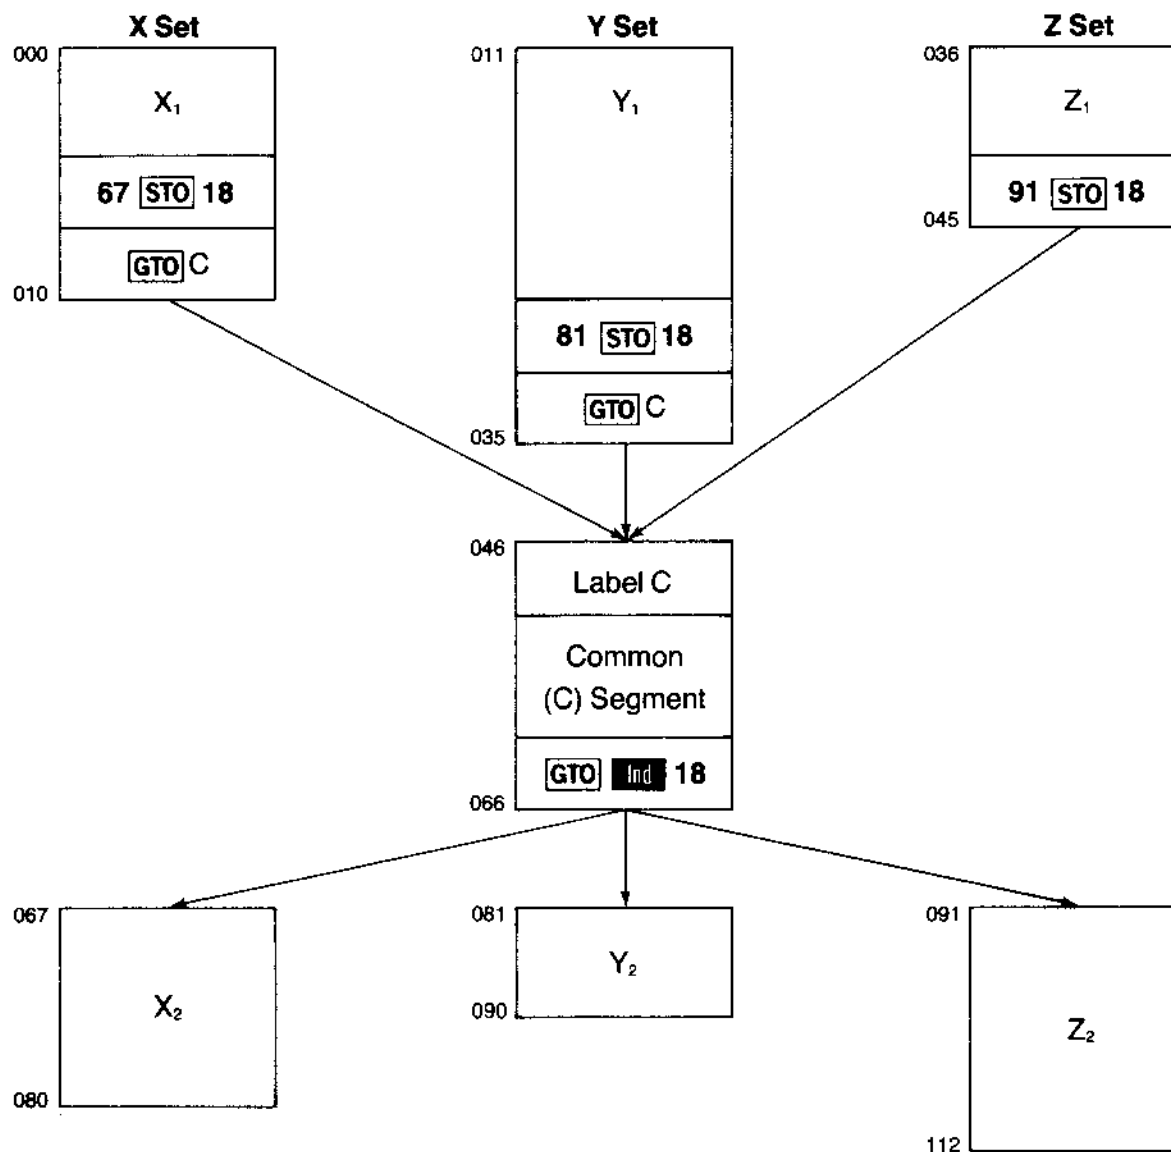 X Set
Y Set
Z Set
000
011
036
X₁
Y₁
Z₁
67 STO 18
91 STO 18
045
GTO C
010
81 STO 18
GTO C
035
046
Label C
Common
(C) Segment
GTO Ind 18
066
067
081
091
X₂
Y₂
Z₂
090
080
112